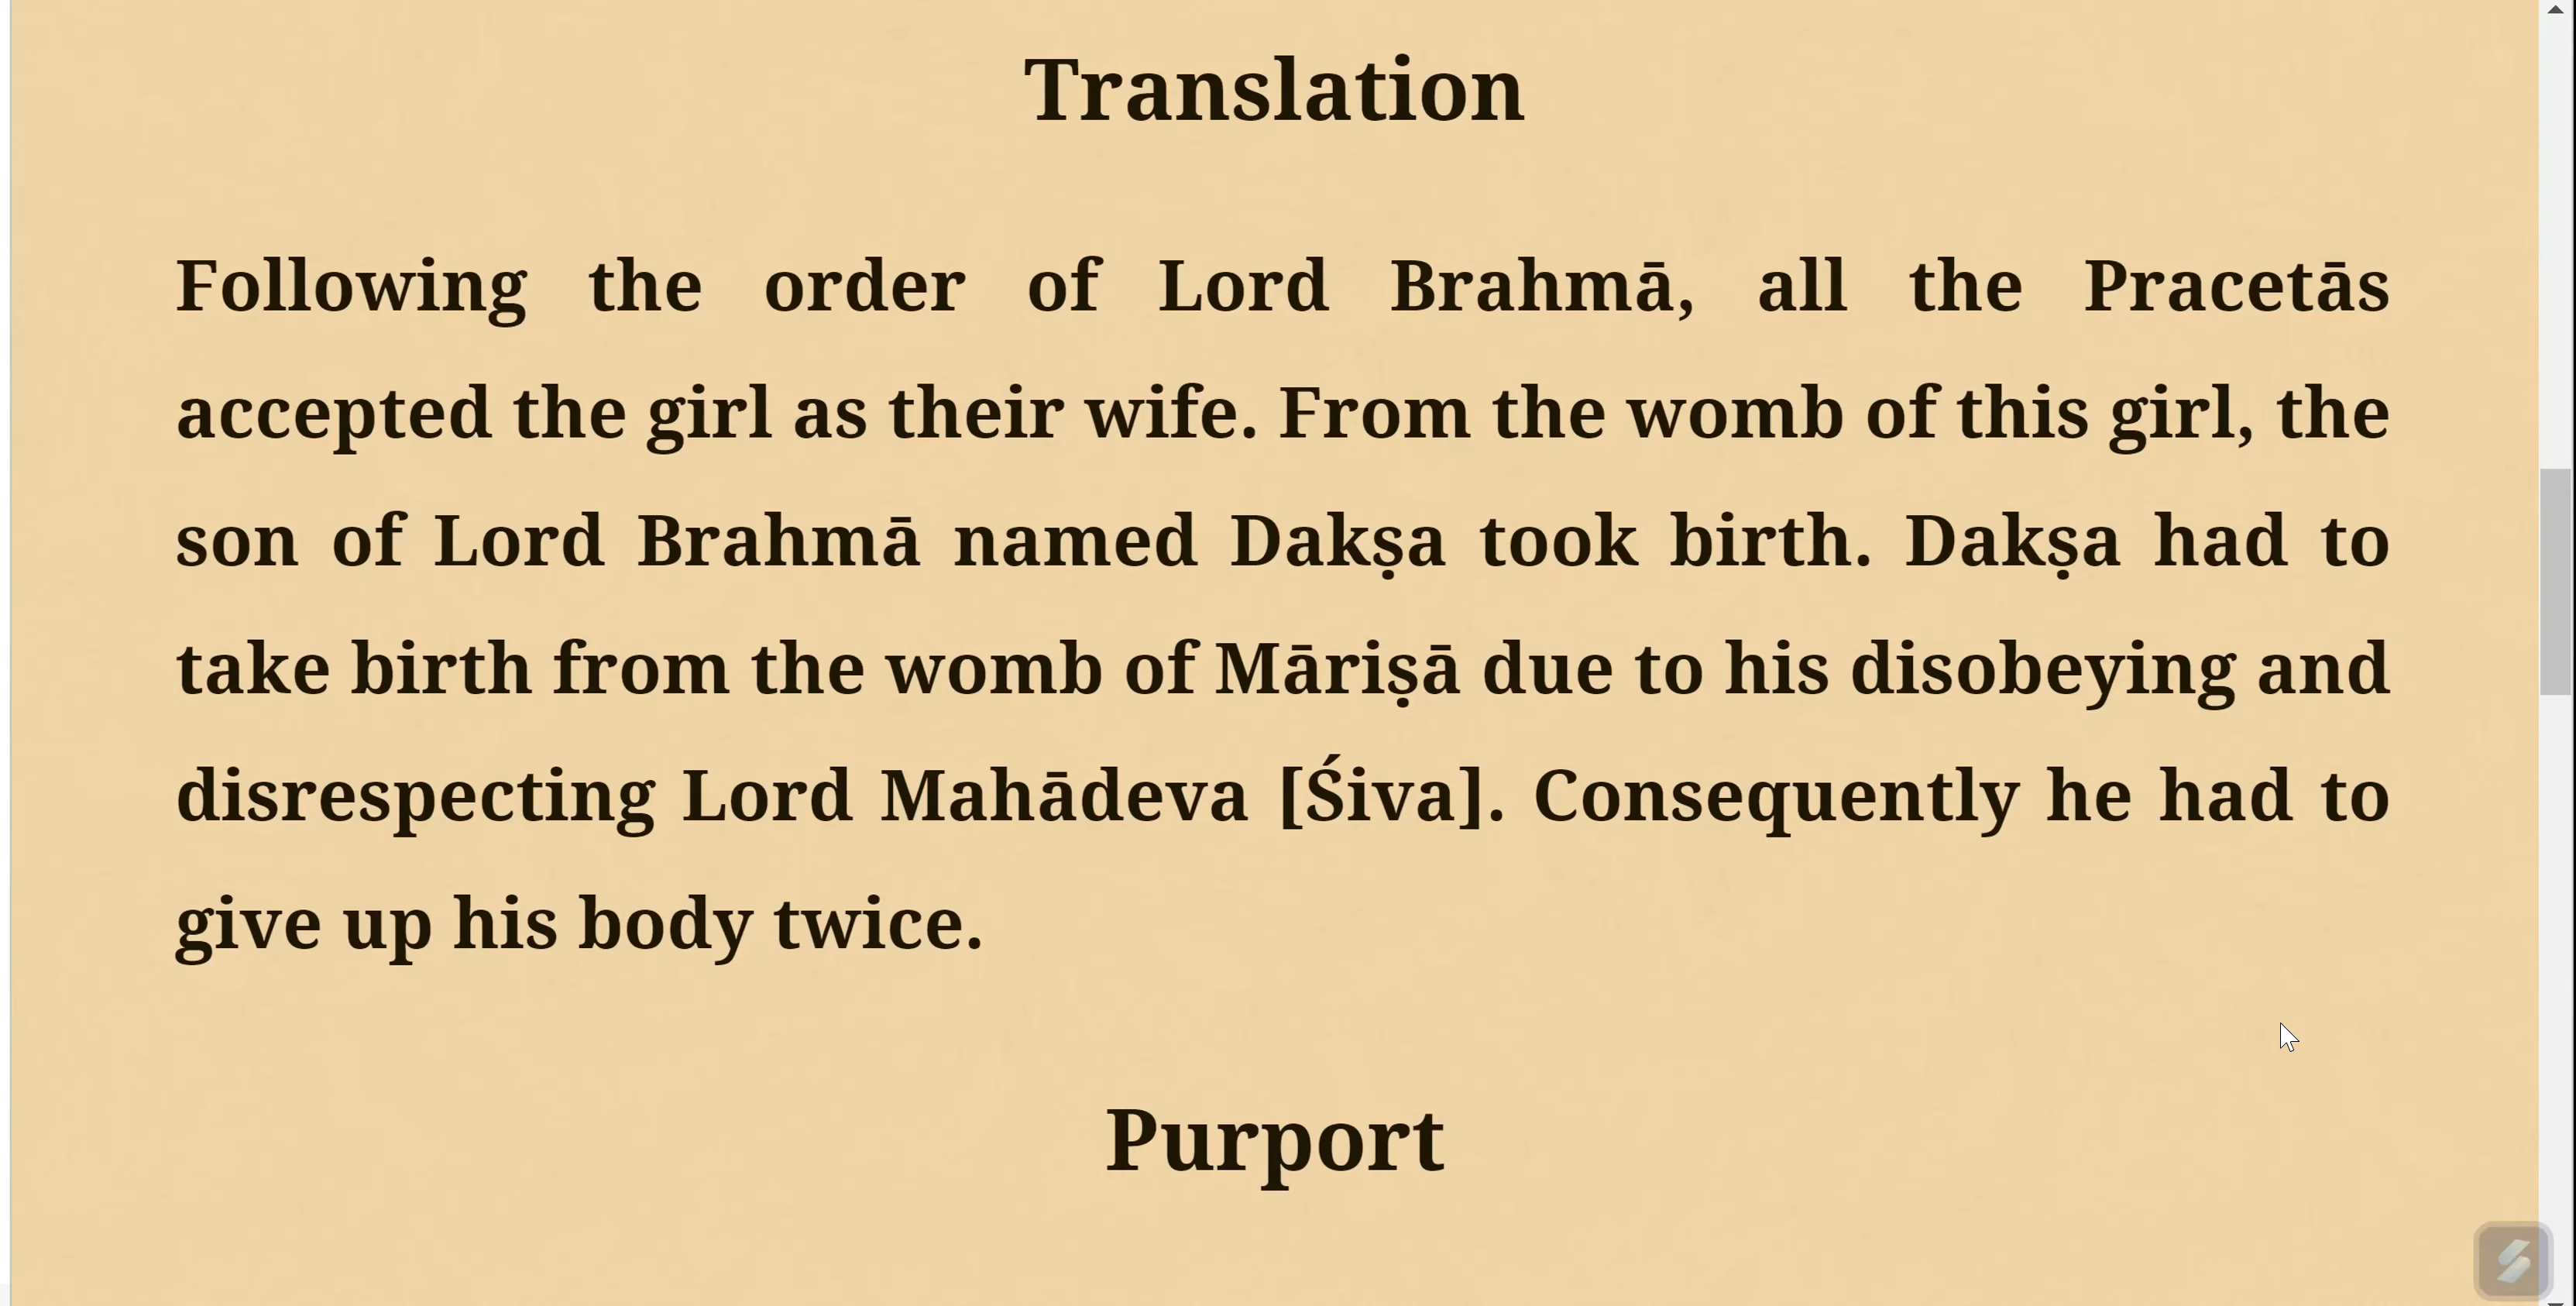 Translation
Following the order of Lord Brahmā, all the Pracetās
accepted the girl as their wife. From the womb of this girl, the
son of Lord Brahmā named Dakṣa took birth. Dakṣa had to
take birth from the womb of Māriṣā due to his disobeying and
disrespecting Lord Mahādeva [Śiva]. Consequently he had to
give up his body twice.
Purport